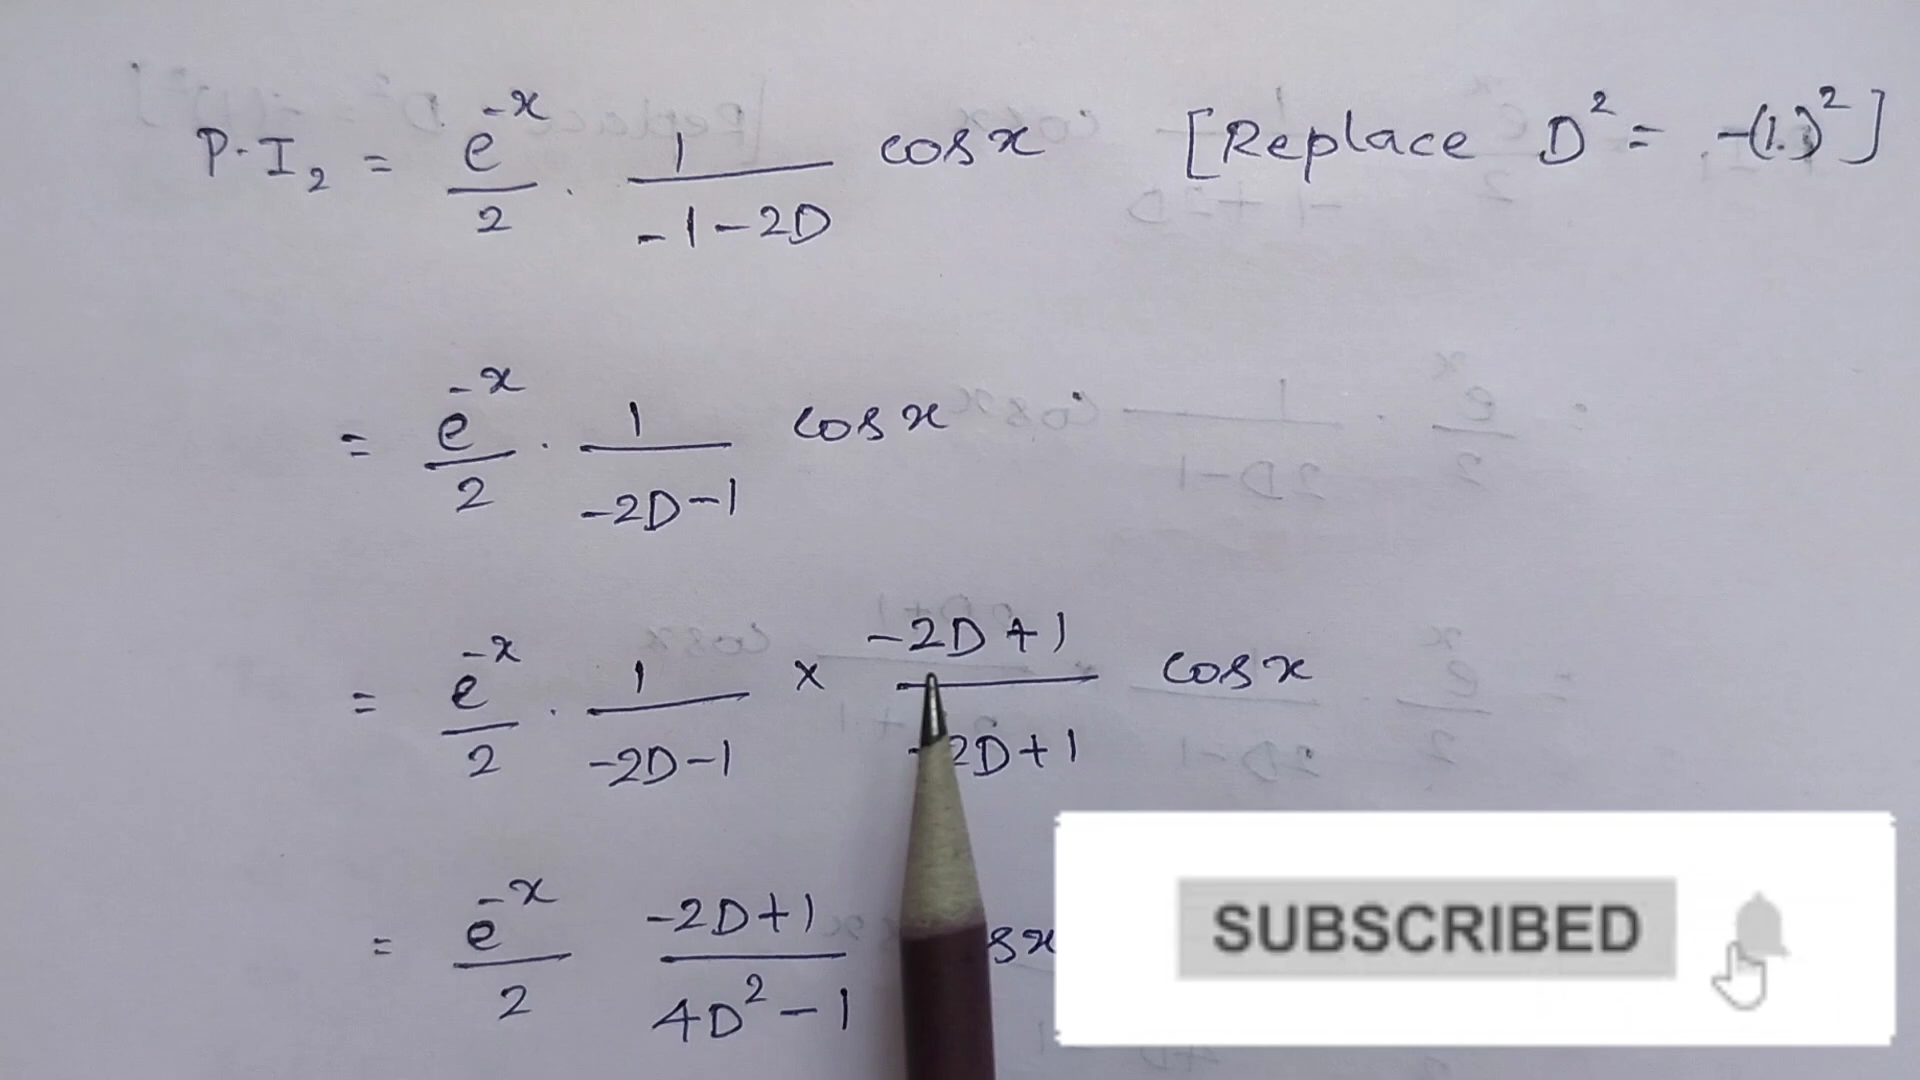 P.I₂ = e^-x/2 . 1/(-1-2D) cos x [Replace D² = -(1.)²]
= e^-x/2 . 1/(-2D-1) cos x
= e^-x/2 . 1/(-2D-1) × (-2D+1)/(-2D+1) cos x
= e^-x/2 (-2D+1)/(4D²-1) s x
SUBSCRIBED